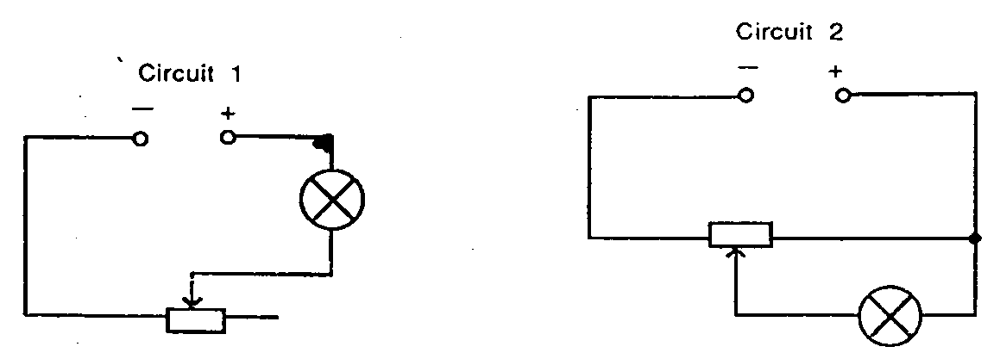 Circuit 1
− +
Circuit 2
− +